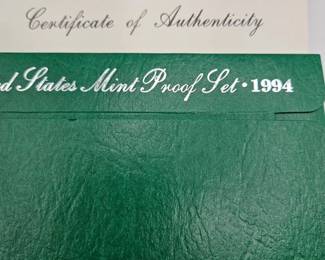 Certificate of Authenticity
States Mint Proof Set · 1994